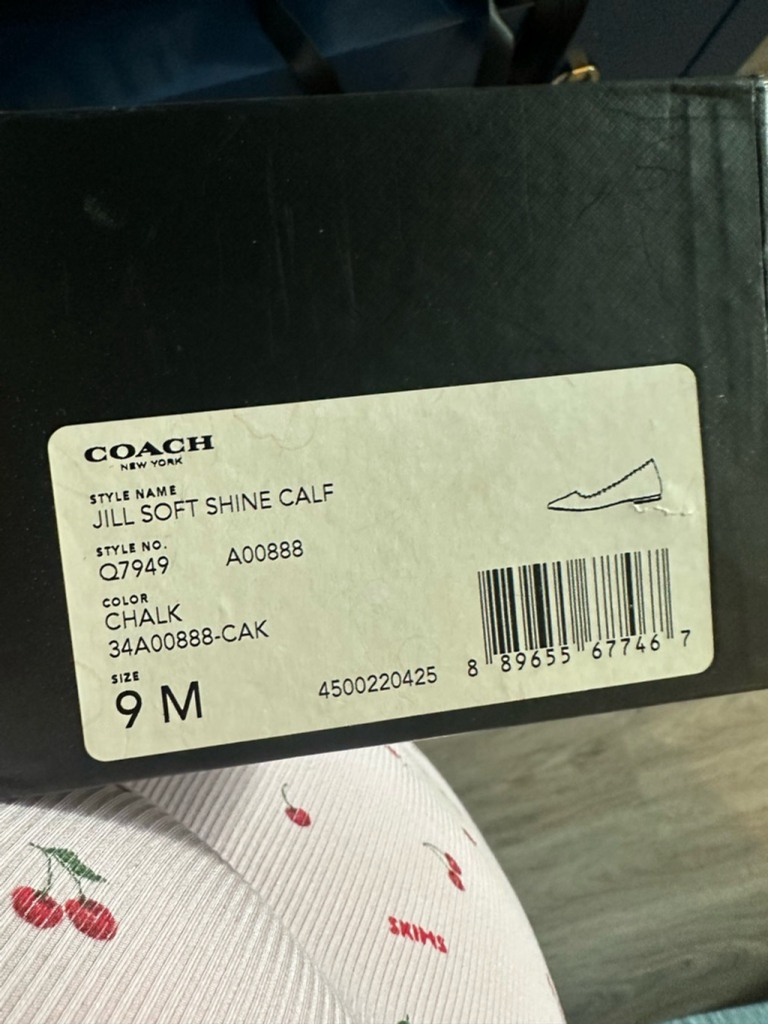 COACH
NEW YORK
STYLE NAME
JILL SOFT SHINE CALF
STYLE NO.
Q7949 A00888
COLOR
CHALK
34A00888-CAK
SIZE
9 M
4500220425
8 89655 67746 7
SKIMS